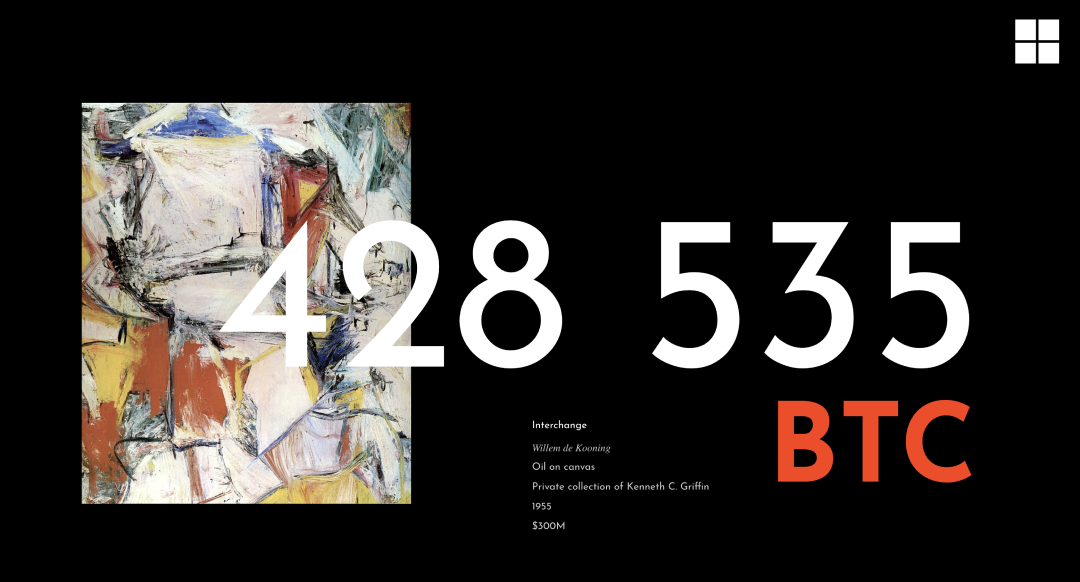 428 535
BTC
Interchange
Willem de Kooning
Oil on canvas
Private collection of Kenneth C. Griffin
1955
$300M